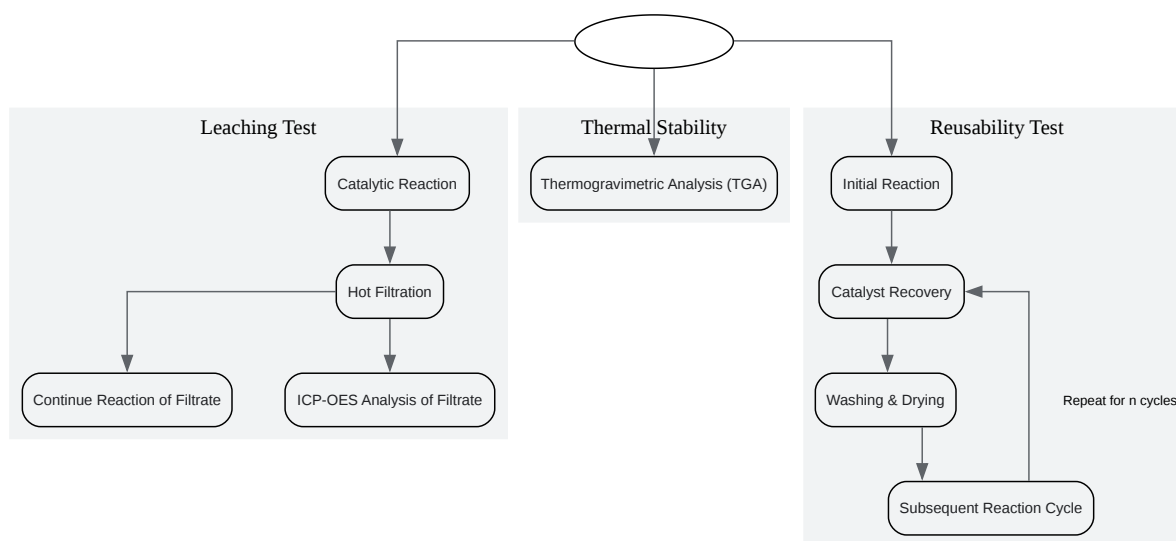 Leaching Test
Thermal Stability
Reusability Test
Catalytic Reaction
Thermogravimetric Analysis (TGA)
Initial Reaction
Hot Filtration
Catalyst Recovery
Continue Reaction of Filtrate
ICP-OES Analysis of Filtrate
Washing & Drying
Repeat for n cycles
Subsequent Reaction Cycle